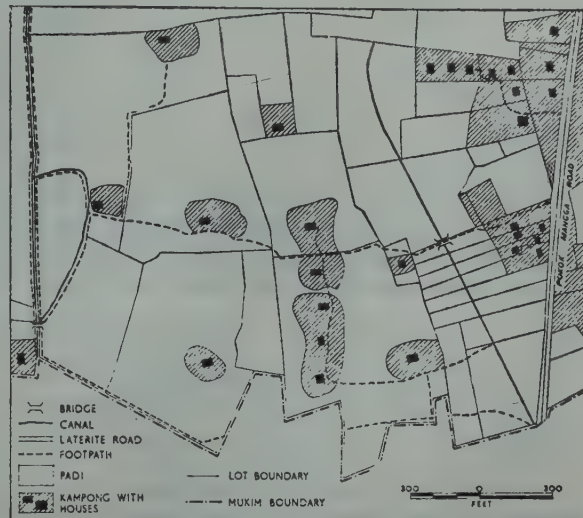 BRIDGE
CANAL
LATERITE ROAD
FOOTPATH
PADI
KAMPONG WITH
HOUSES
LOT BOUNDARY
MUKIM BOUNDARY
300 0 300
FEET
ROAD